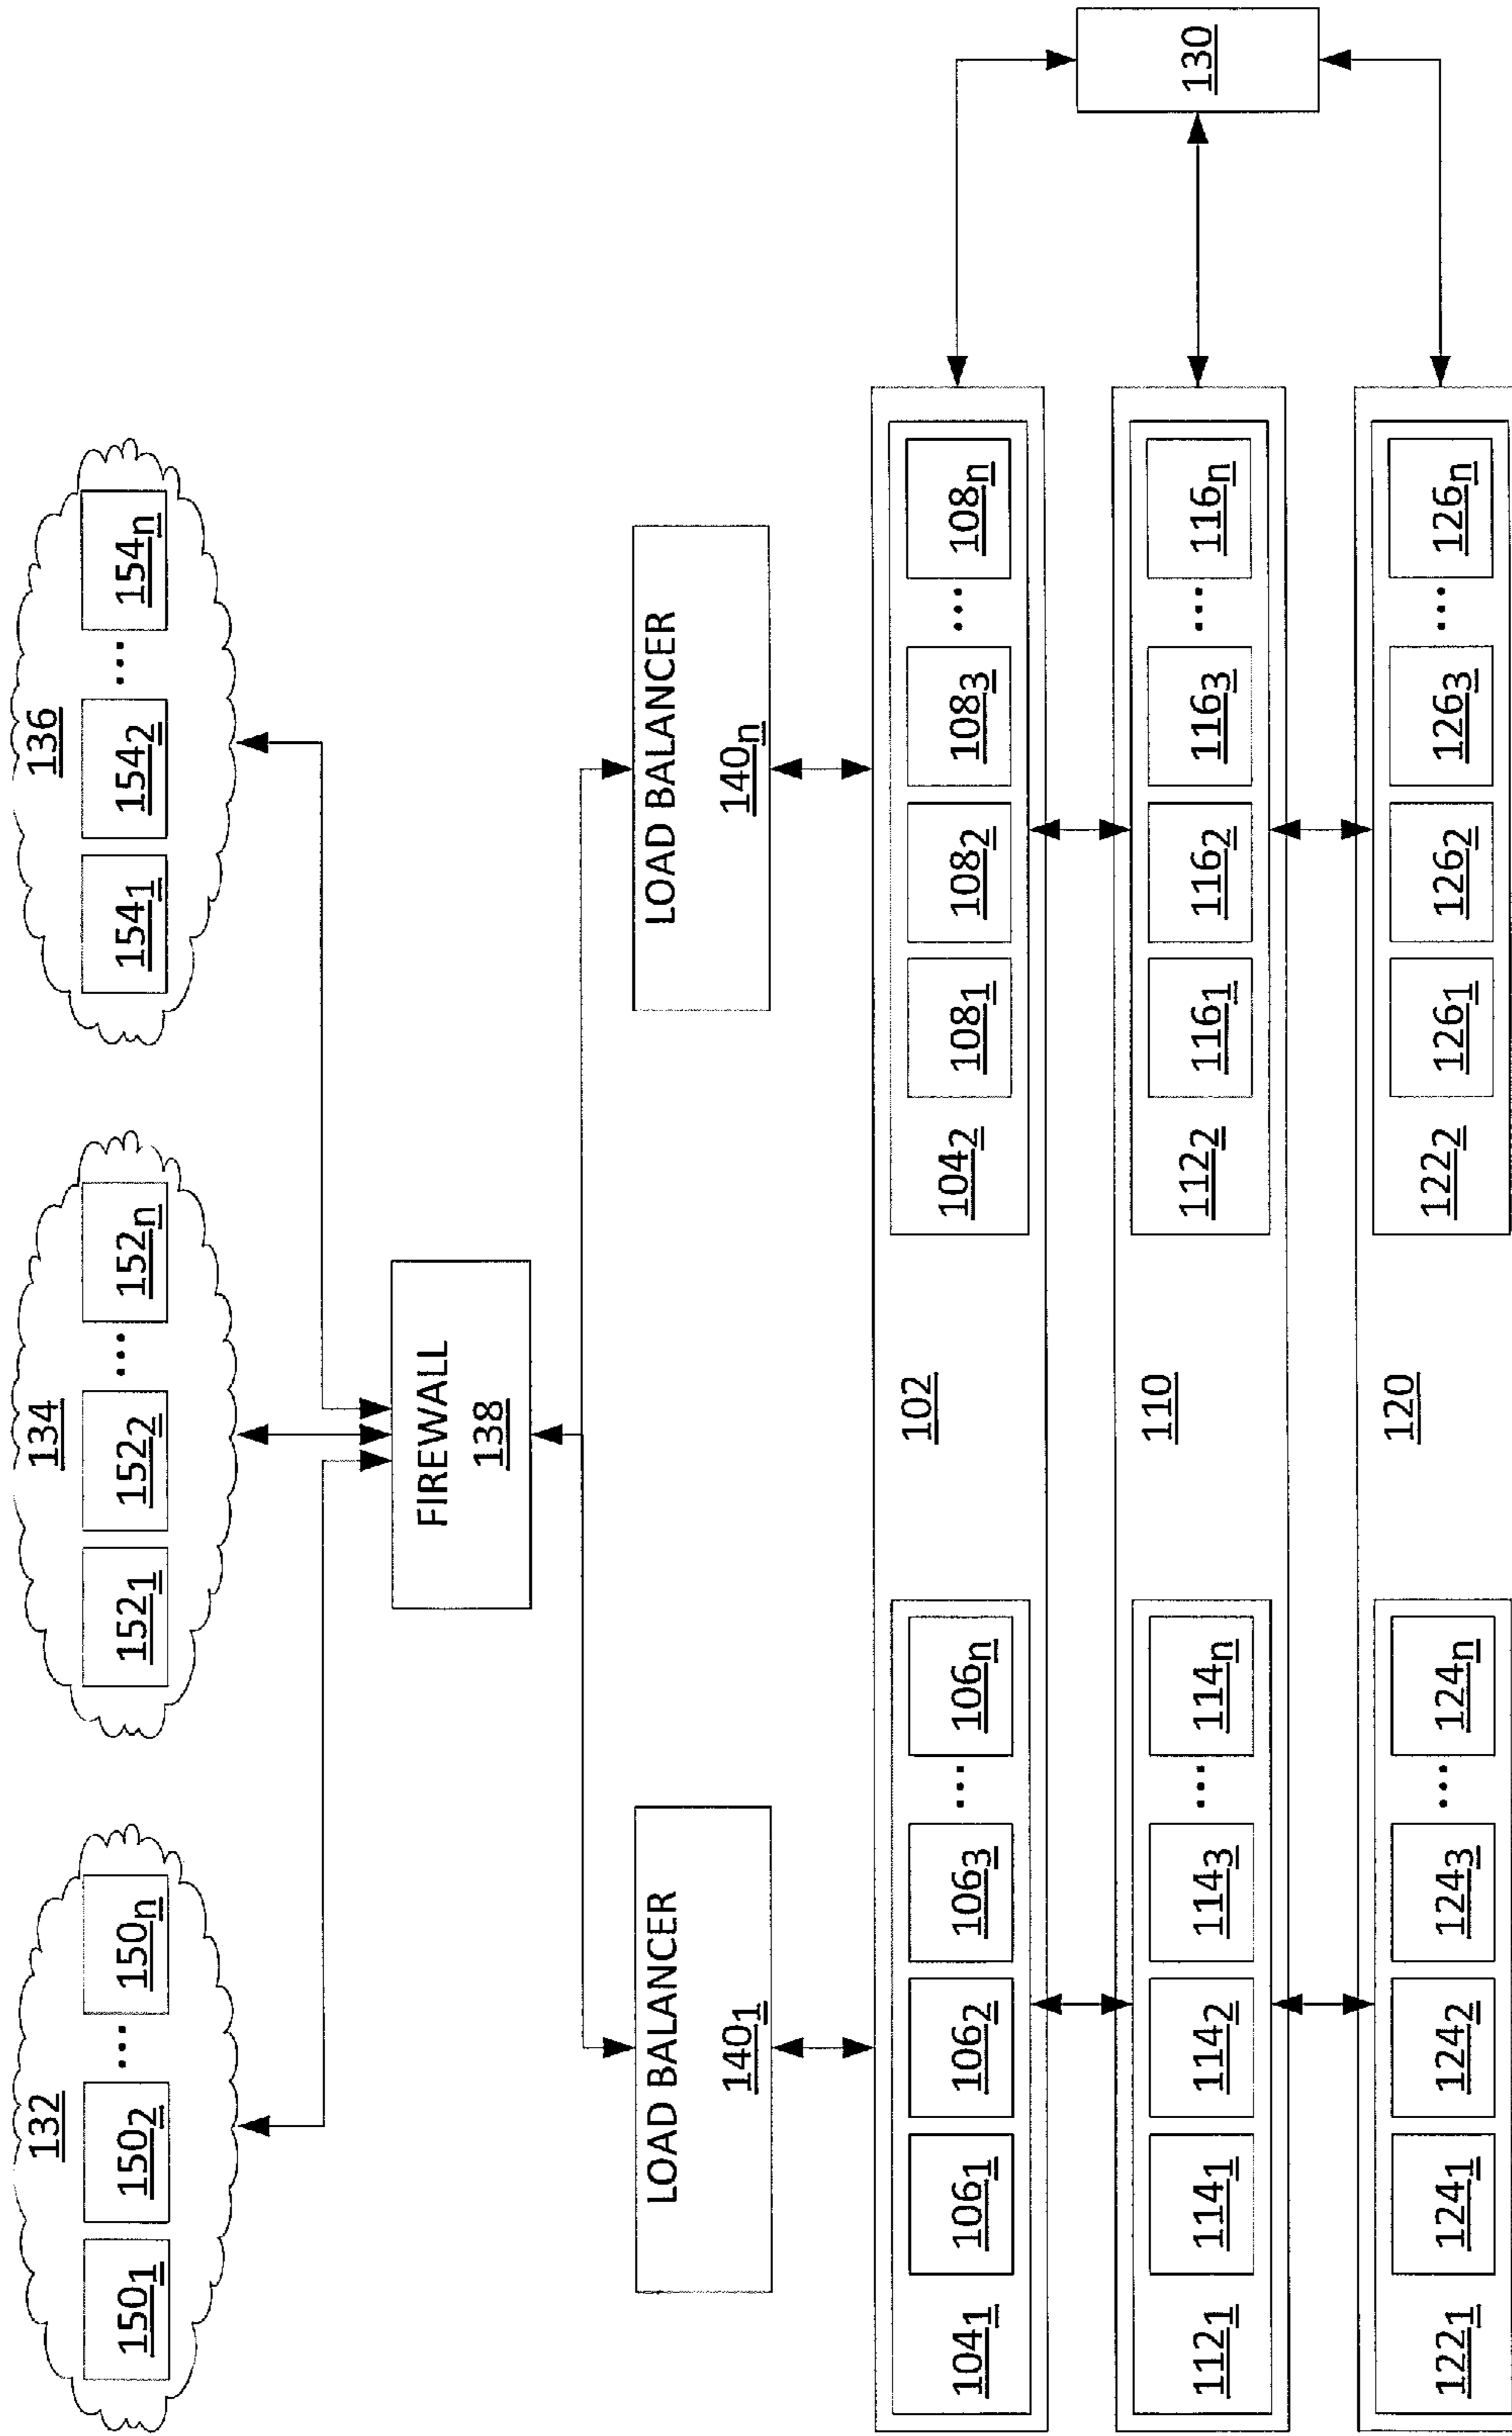 132
150₁ 150₂ ... 150ₙ
134
152₁ 152₂ ... 152ₙ
136
154₁ 154₂ ... 154ₙ
FIREWALL
138
LOAD BALANCER
140₁
LOAD BALANCER
140ₙ
104₁ 106₁ 106₂ 106₃ ... 106ₙ
102
104₂ 108₁ 108₂ 108₃ ... 108ₙ
112₁ 114₁ 114₂ 114₃ ... 114ₙ
110
112₂ 116₁ 116₂ 116₃ ... 116ₙ
122₁ 124₁ 124₂ 124₃ ... 124ₙ
120
122₂ 126₁ 126₂ 126₃ ... 126ₙ
130